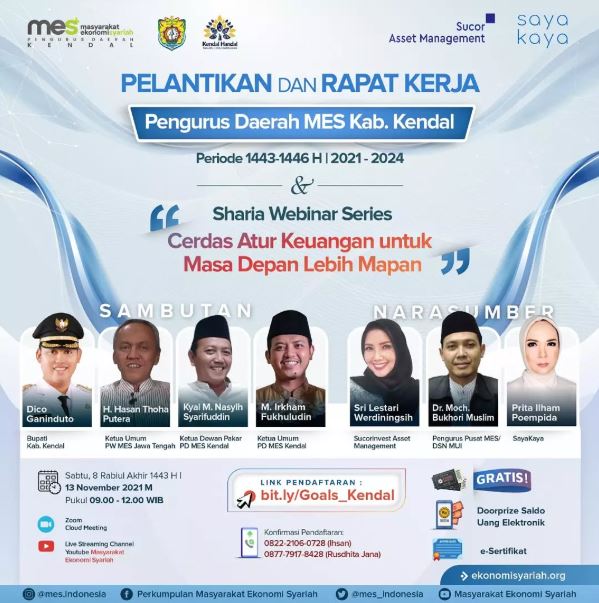 mes masyarakat
ekonomisyariah
PENGURUS DAERAH
KENDAL
Kendal Handal
Sucor
Asset Management
saya
kaya
PELANTIKAN DAN RAPAT KERJA
Pengurus Daerah MES Kab. Kendal
Periode 1443-1446 H | 2021 - 2024
&
Sharia Webinar Series
“ Cerdas Atur Keuangan untuk
Masa Depan Lebih Mapan ”
SAMBUTAN
NARASUMBER
Dico
Ganinduto
Bupati
Kab. Kendal
H. Hasan Thoha
Putera
Ketua Umum
PW MES Jawa Tengah
Kyai M. Nasyih
Syarifuddin
Ketua Dewan Pakar
PD MES Kendal
M. Irkham
Fukhuludin
Ketua Umum
PD MES Kendal
Sri Lestari
Werdiningsih
Sucorinvest Asset
Management
Dr. Moch.
Bukhori Muslim
Pengurus Pusat MES/
DSN MUI
Prita Ilham
Poempida
SayaKaya
Sabtu, 8 Rabiul Akhir 1443 H |
13 November 2021 M
Pukul 09.00 - 12.00 WIB
Zoom
Cloud Meeting
Live Streaming Channel
Youtube Masyarakat
Ekonomi Syariah
LINK PENDAFTARAN :
bit.ly/Goals_Kendal
Konfirmasi Pendaftaran:
0822-2106-0728 (Ihsan)
0877-7917-8428 (Rusdhita Jana)
GRATIS!
Doorprize Saldo
Uang Elektronik
e-Sertifikat
ekonomisyariah.org
@mes.indonesia
Perkumpulan Masyarakat Ekonomi Syariah
@mes_indonesia
Masyarakat Ekonomi Syariah